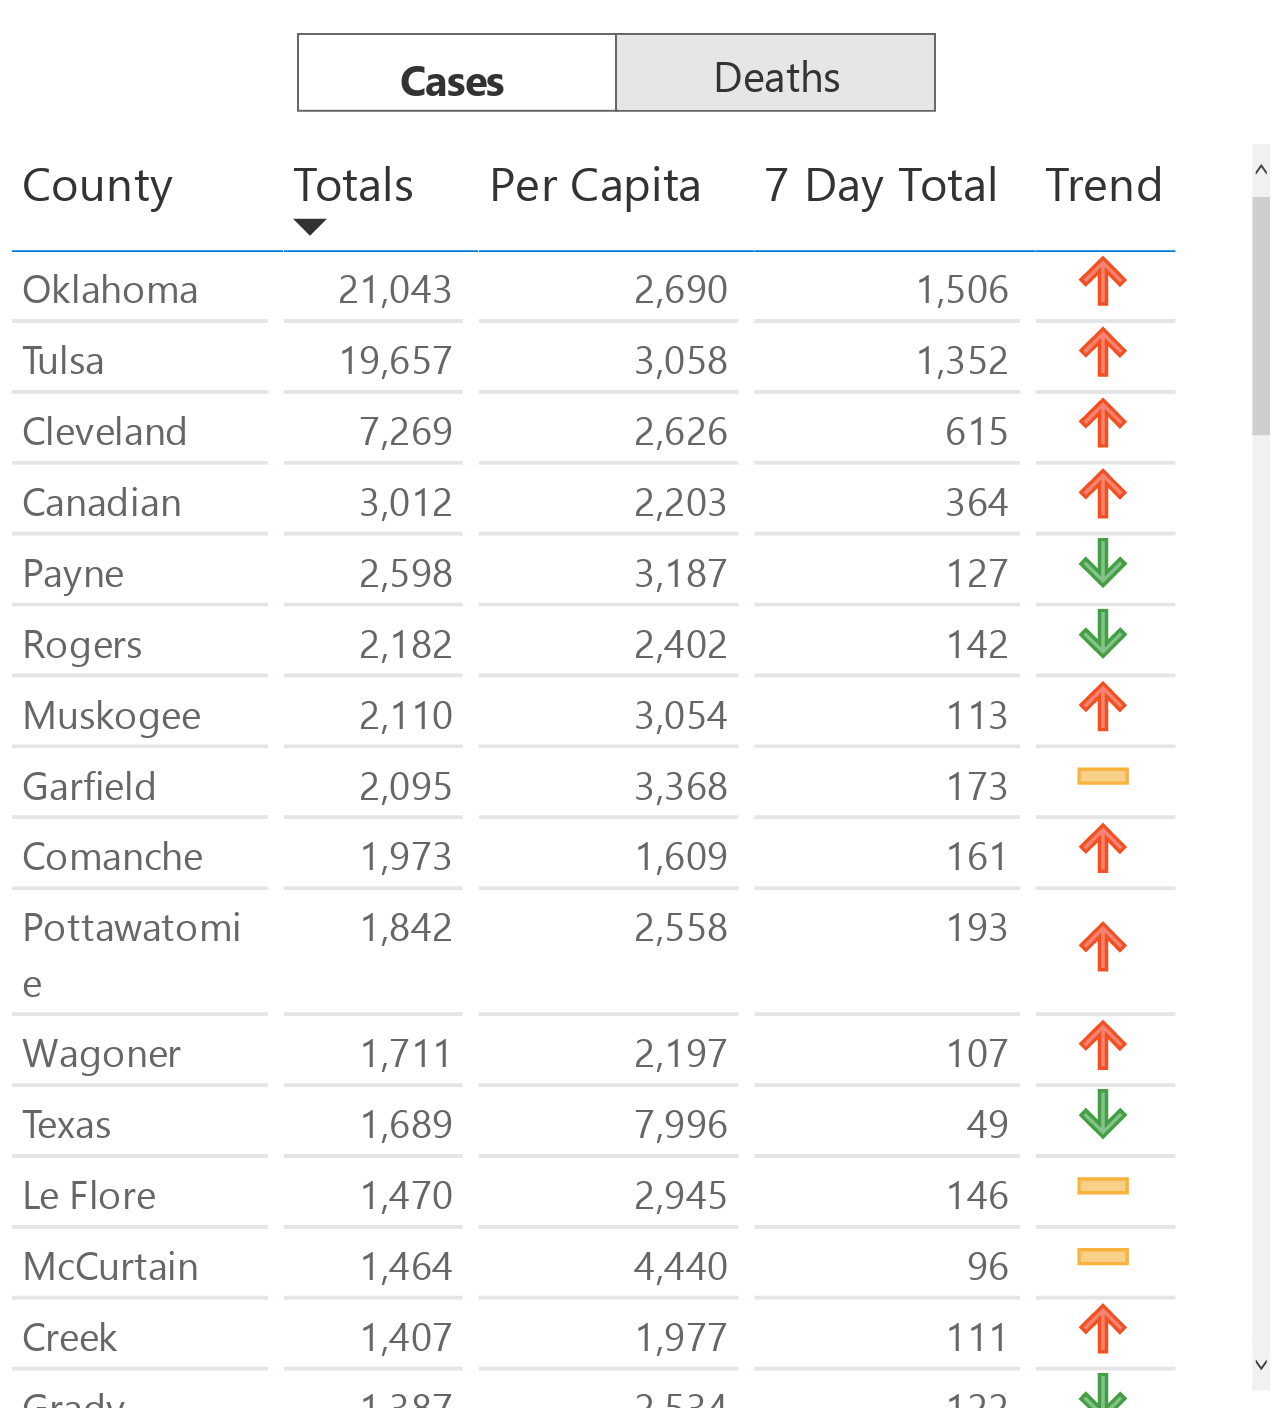 Cases Deaths
County Totals Per Capita 7 Day Total Trend
Oklahoma 21,043 2,690 1,506
Tulsa 19,657 3,058 1,352
Cleveland 7,269 2,626 615
Canadian 3,012 2,203 364
Payne 2,598 3,187 127
Rogers 2,182 2,402 142
Muskogee 2,110 3,054 113
Garfield 2,095 3,368 173
Comanche 1,973 1,609 161
Pottawatomi 1,842 2,558 193
e
Wagoner 1,711 2,197 107
Texas 1,689 7,996 49
Le Flore 1,470 2,945 146
McCurtain 1,464 4,440 96
Creek 1,407 1,977 111
Grady 1,387 2,534 122